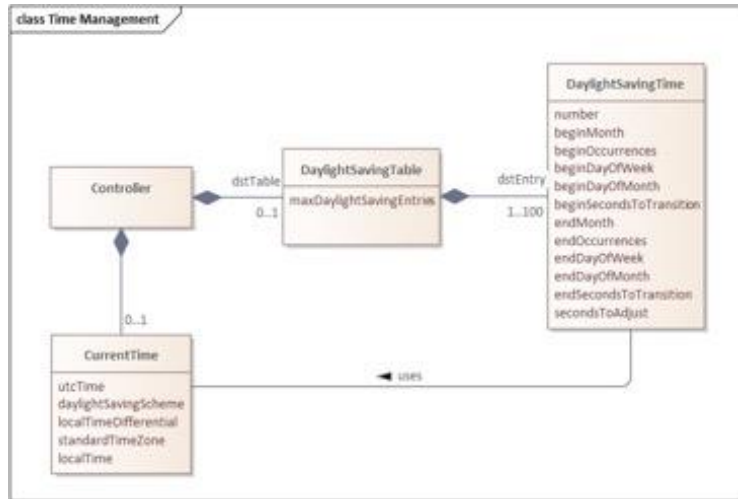 class Time Management
DaylightSavingTime
number
beginMonth
beginOccurrences
beginDayOfWeek
beginDayOfMonth
beginSecondsToTransition
endMonth
endOccurrences
endDayOfWeek
endDayOfMonth
endSecondsToTransition
secondsToAdjust
DaylightSavingTable
maxDaylightSavingEntries
Controller
dstTable
0..1
dstEntry
1..100
0..1
CurrentTime
utcTime
daylightSavingScheme
localTimeDifferential
standardTimeZone
localTime
uses